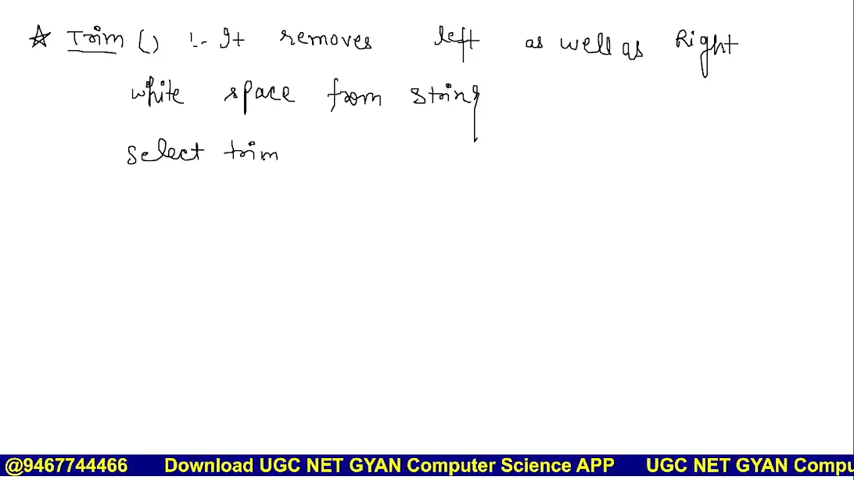 ☆ Trim () :- It removes left as well as Right
white space from string
select trim
@9467744466 Download UGC NET GYAN Computer Science APP UGC NET GYAN Compu